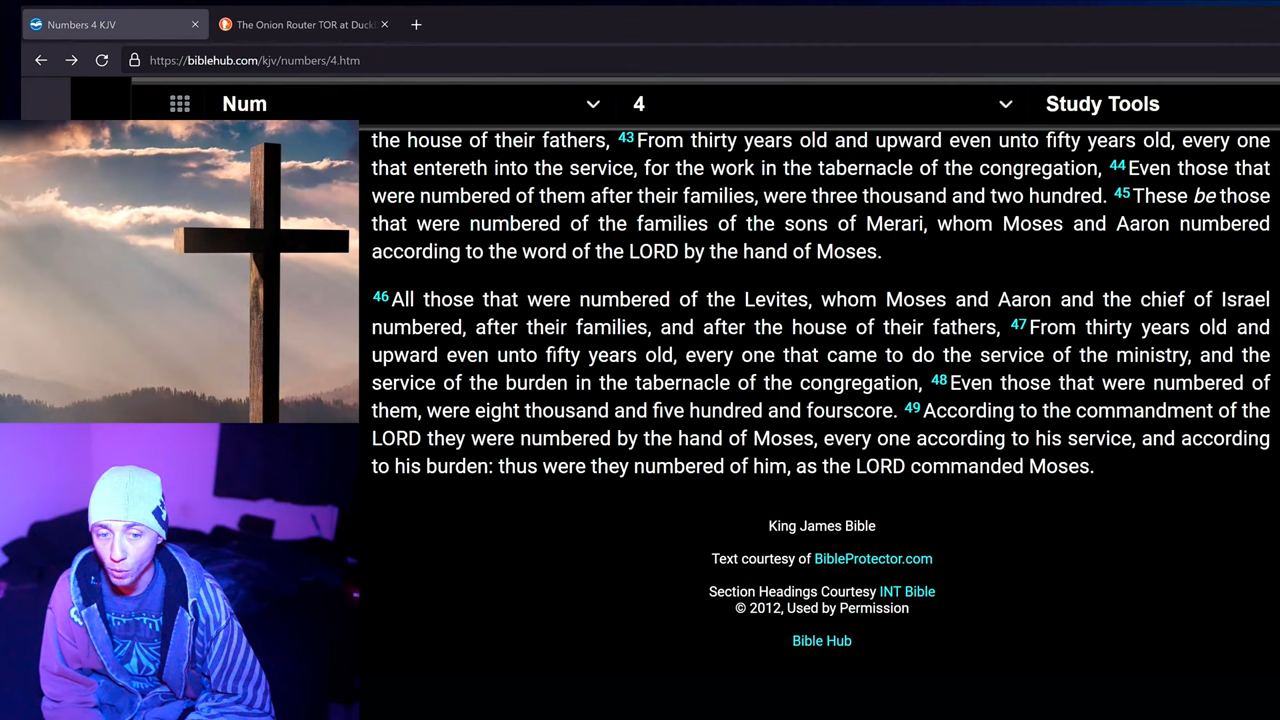 Numbers 4 KJV
The Onion Router TOR at Duck
https://biblehub.com/kjv/numbers/4.htm
Num
4
Study Tools
the house of their fathers, 43 From thirty years old and upward even unto fifty years old, every one
that entereth into the service, for the work in the tabernacle of the congregation, 44 Even those that
were numbered of them after their families, were three thousand and two hundred. 45 These be those
that were numbered of the families of the sons of Merari, whom Moses and Aaron numbered
according to the word of the LORD by the hand of Moses.
46 All those that were numbered of the Levites, whom Moses and Aaron and the chief of Israel
numbered, after their families, and after the house of their fathers, 47 From thirty years old and
upward even unto fifty years old, every one that came to do the service of the ministry, and the
service of the burden in the tabernacle of the congregation, 48 Even those that were numbered of
them, were eight thousand and five hundred and fourscore. 49 According to the commandment of the
LORD they were numbered by the hand of Moses, every one according to his service, and according
to his burden: thus were they numbered of him, as the LORD commanded Moses.
King James Bible
Text courtesy of BibleProtector.com
Section Headings Courtesy INT Bible
© 2012, Used by Permission
Bible Hub